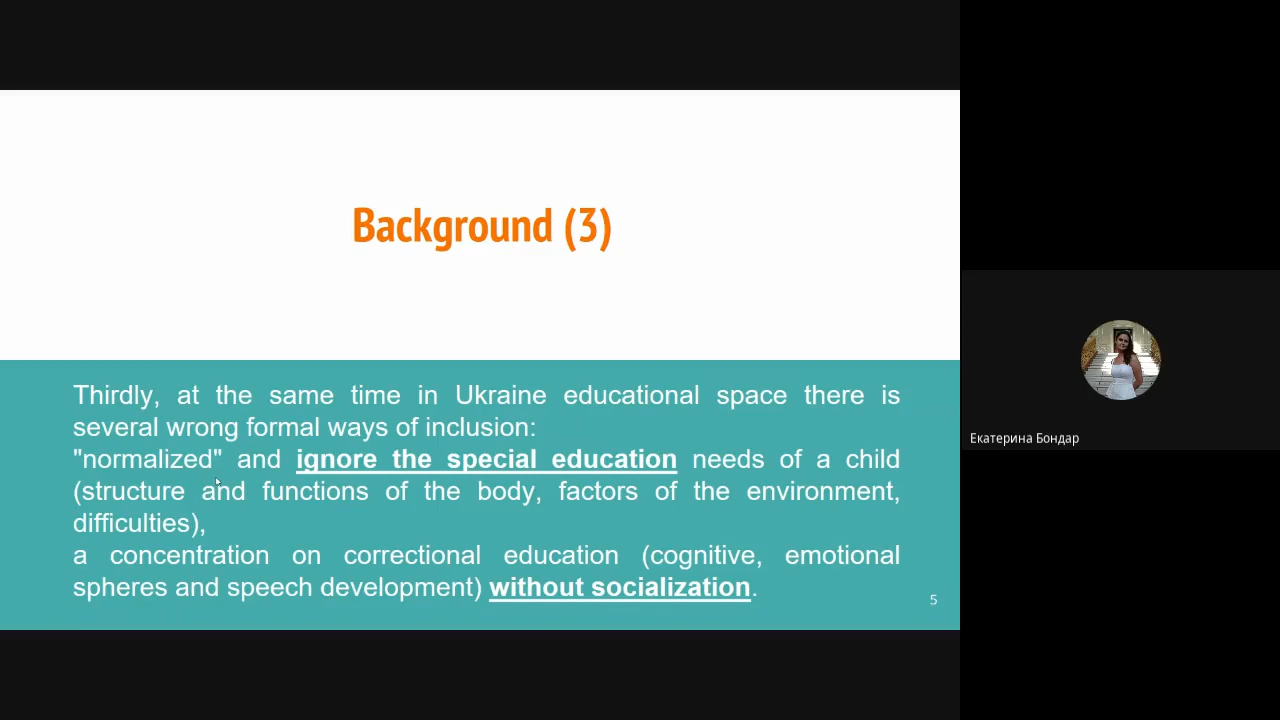 Background (3)
Thirdly, at the same time in Ukraine educational space there is
several wrong formal ways of inclusion:
"normalized" and ignore the special education needs of a child
(structure and functions of the body, factors of the environment,
difficulties),
a concentration on correctional education (cognitive, emotional
spheres and speech development) without socialization.
5
Екатерина Бондар